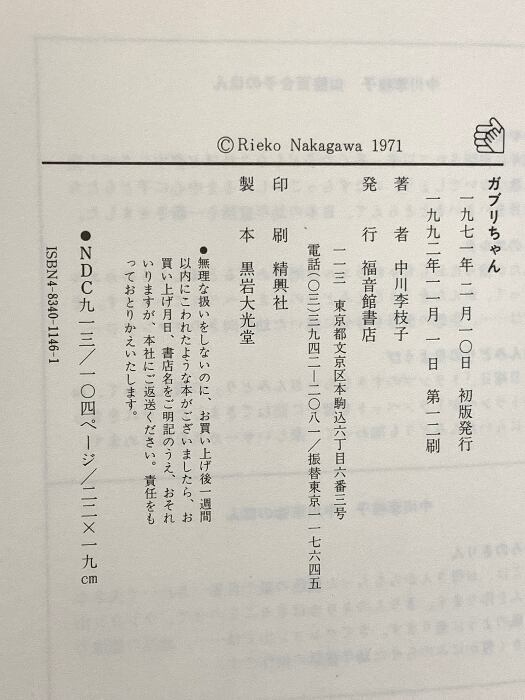 ©Rieko Nakagawa 1971
ガブリちゃん
一九七一年 二月一〇日 初版発行
一九九二年一一月 一日 第一二刷
著 者 中川李枝子
発 行 福音館書店
一一三 東京都文京区本駒込六丁目六番三号
電話(〇三)三九四二―二〇八一/振替東京一―一七六四五
印 刷 精興社
製 本 黒岩大光堂
●無理な扱いをしないのに、お買い上げ後一週間
以内にこわれたような本がございましたら、お
買い上げ月日、書店名をご明記のうえ、おそれ
いりますが、本社にご返送ください。責任をも
っておとりかえいたします。
●NDC九一三/一〇四ページ/二二×一九cm
ISBN4-8340-1146-1